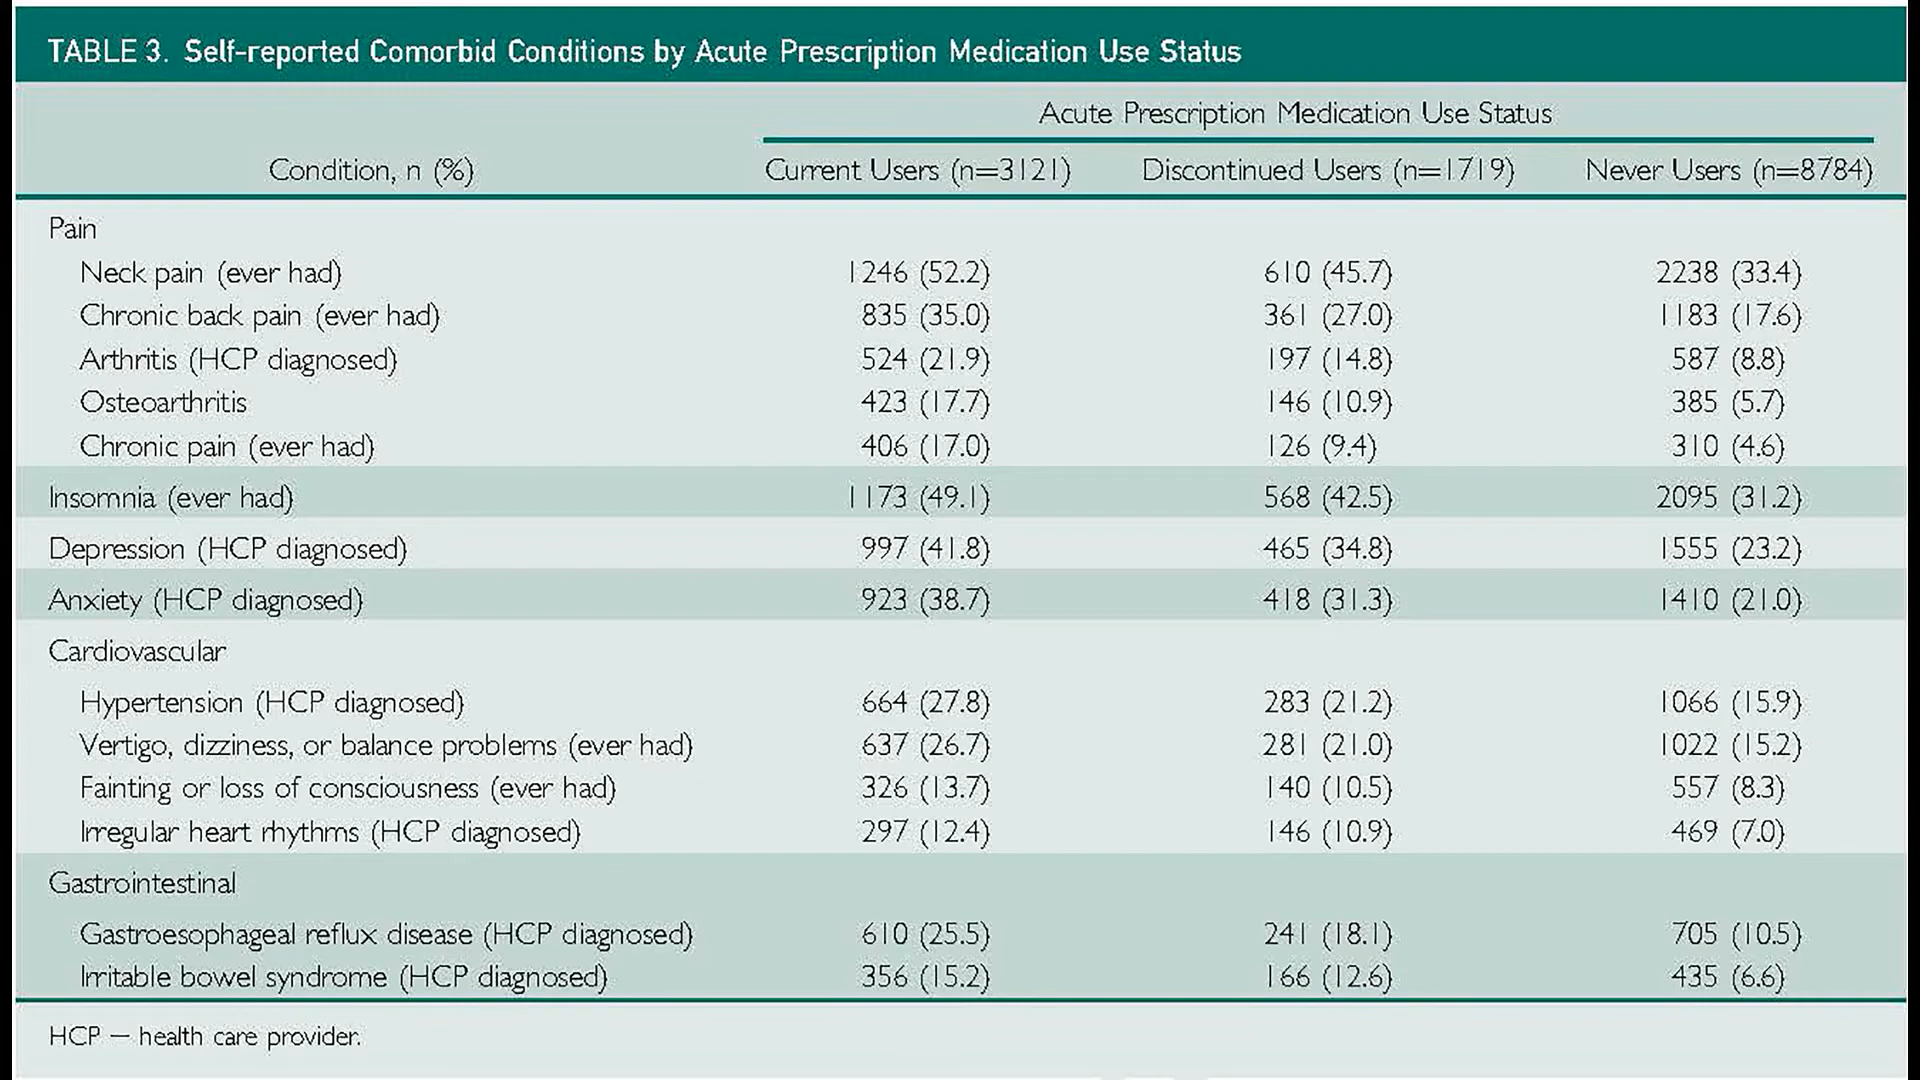 TABLE 3. Self-reported Comorbid Conditions by Acute Prescription Medication Use Status
Acute Prescription Medication Use Status
Condition, n (%) Current Users (n=3121) Discontinued Users (n=1719) Never Users (n=8784)
Pain
Neck pain (ever had) 1246 (52.2) 610 (45.7) 2238 (33.4)
Chronic back pain (ever had) 835 (35.0) 361 (27.0) 1183 (17.6)
Arthritis (HCP diagnosed) 524 (21.9) 197 (14.8) 587 (8.8)
Osteoarthritis 423 (17.7) 146 (10.9) 385 (5.7)
Chronic pain (ever had) 406 (17.0) 126 (9.4) 310 (4.6)
Insomnia (ever had) 1173 (49.1) 568 (42.5) 2095 (31.2)
Depression (HCP diagnosed) 997 (41.8) 465 (34.8) 1555 (23.2)
Anxiety (HCP diagnosed) 923 (38.7) 418 (31.3) 1410 (21.0)
Cardiovascular
Hypertension (HCP diagnosed) 664 (27.8) 283 (21.2) 1066 (15.9)
Vertigo, dizziness, or balance problems (ever had) 637 (26.7) 281 (21.0) 1022 (15.2)
Fainting or loss of consciousness (ever had) 326 (13.7) 140 (10.5) 557 (8.3)
Irregular heart rhythms (HCP diagnosed) 297 (12.4) 146 (10.9) 469 (7.0)
Gastrointestinal
Gastroesophageal reflux disease (HCP diagnosed) 610 (25.5) 241 (18.1) 705 (10.5)
Irritable bowel syndrome (HCP diagnosed) 356 (15.2) 166 (12.6) 435 (6.6)
HCP — health care provider.